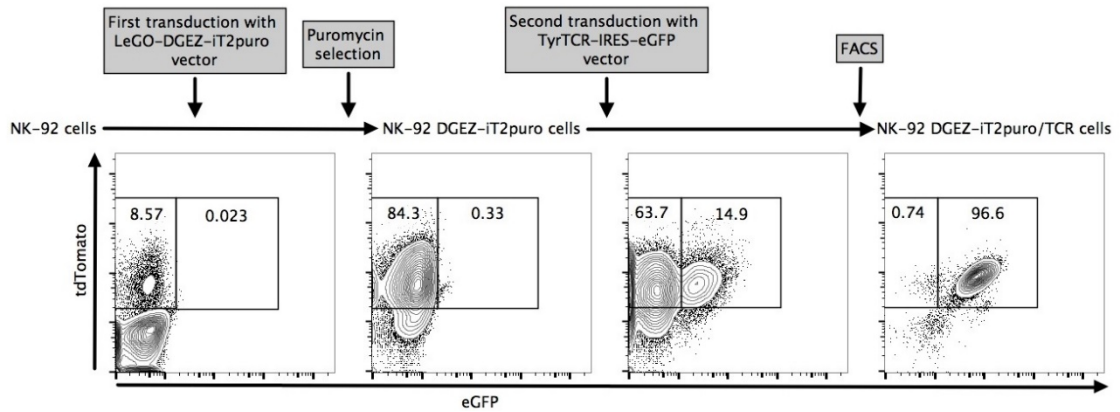 First transduction with
LeGO-DGEZ-iT2puro
vector
Puromycin
selection
Second transduction with
TyrTCR-IRES-eGFP
vector
FACS
NK-92 cells
NK-92 DGEZ-iT2puro cells
NK-92 DGEZ-iT2puro/TCR cells
8.57
0.023
84.3
0.33
63.7
14.9
0.74
96.6
tdTomato
eGFP